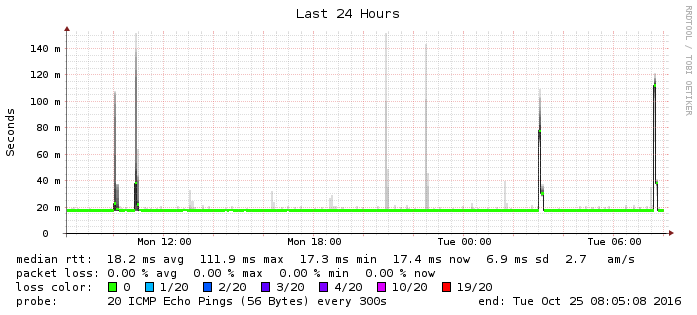 Last 24 Hours
RRDTOOL / TOBI OETIKER
Seconds
140 m
120 m
100 m
80 m
60 m
40 m
20 m
0
Mon 12:00 Mon 18:00 Tue 00:00 Tue 06:00
median rtt: 18.2 ms avg 111.9 ms max 17.3 ms min 17.4 ms now 6.9 ms sd 2.7 am/s
packet loss: 0.00 % avg 0.00 % max 0.00 % min 0.00 % now
loss color: 0 1/20 2/20 3/20 4/20 10/20 19/20
probe: 20 ICMP Echo Pings (56 Bytes) every 300s end: Tue Oct 25 08:05:08 2016